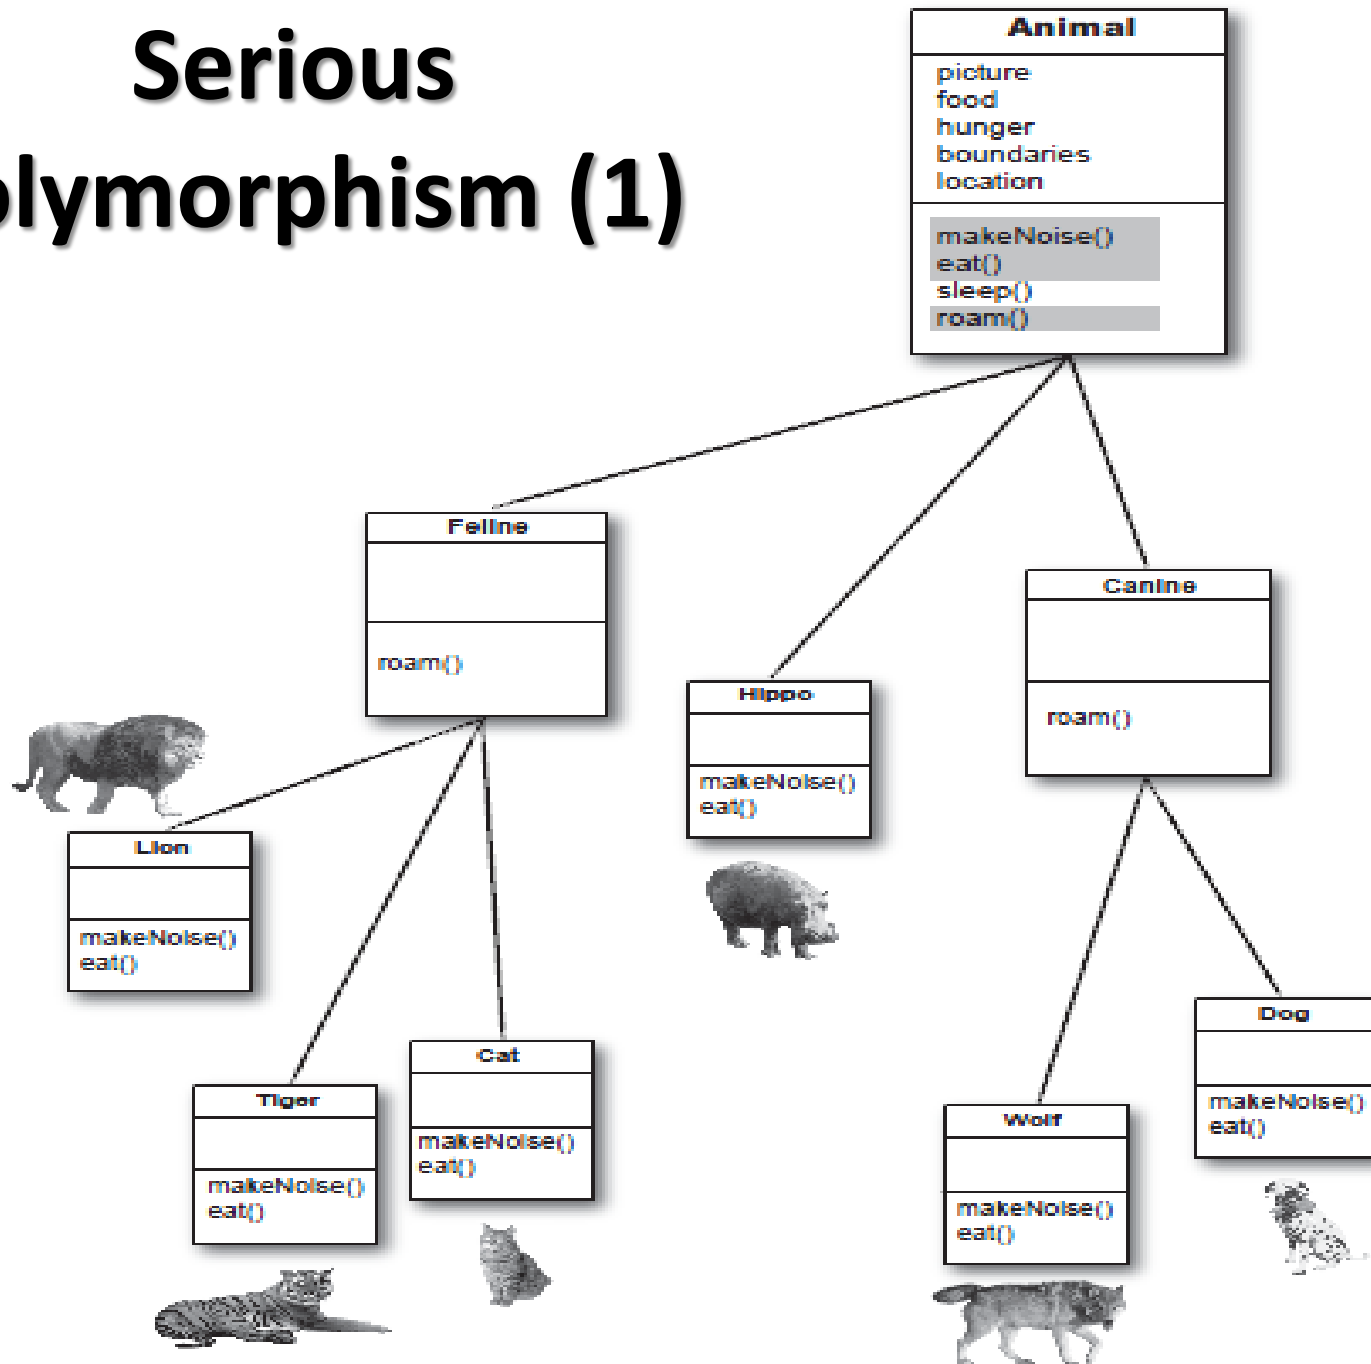 Serious
olymorphism (1)
Animal
picture
food
hunger
boundaries
location
makeNoise()
eat()
sleep()
roam()
Feline
roam()
Hippo
makeNoise()
eat()
Canine
roam()
Lion
makeNoise()
eat()
Tiger
makeNoise()
eat()
Cat
makeNoise()
eat()
Wolf
makeNoise()
eat()
Dog
makeNoise()
eat()